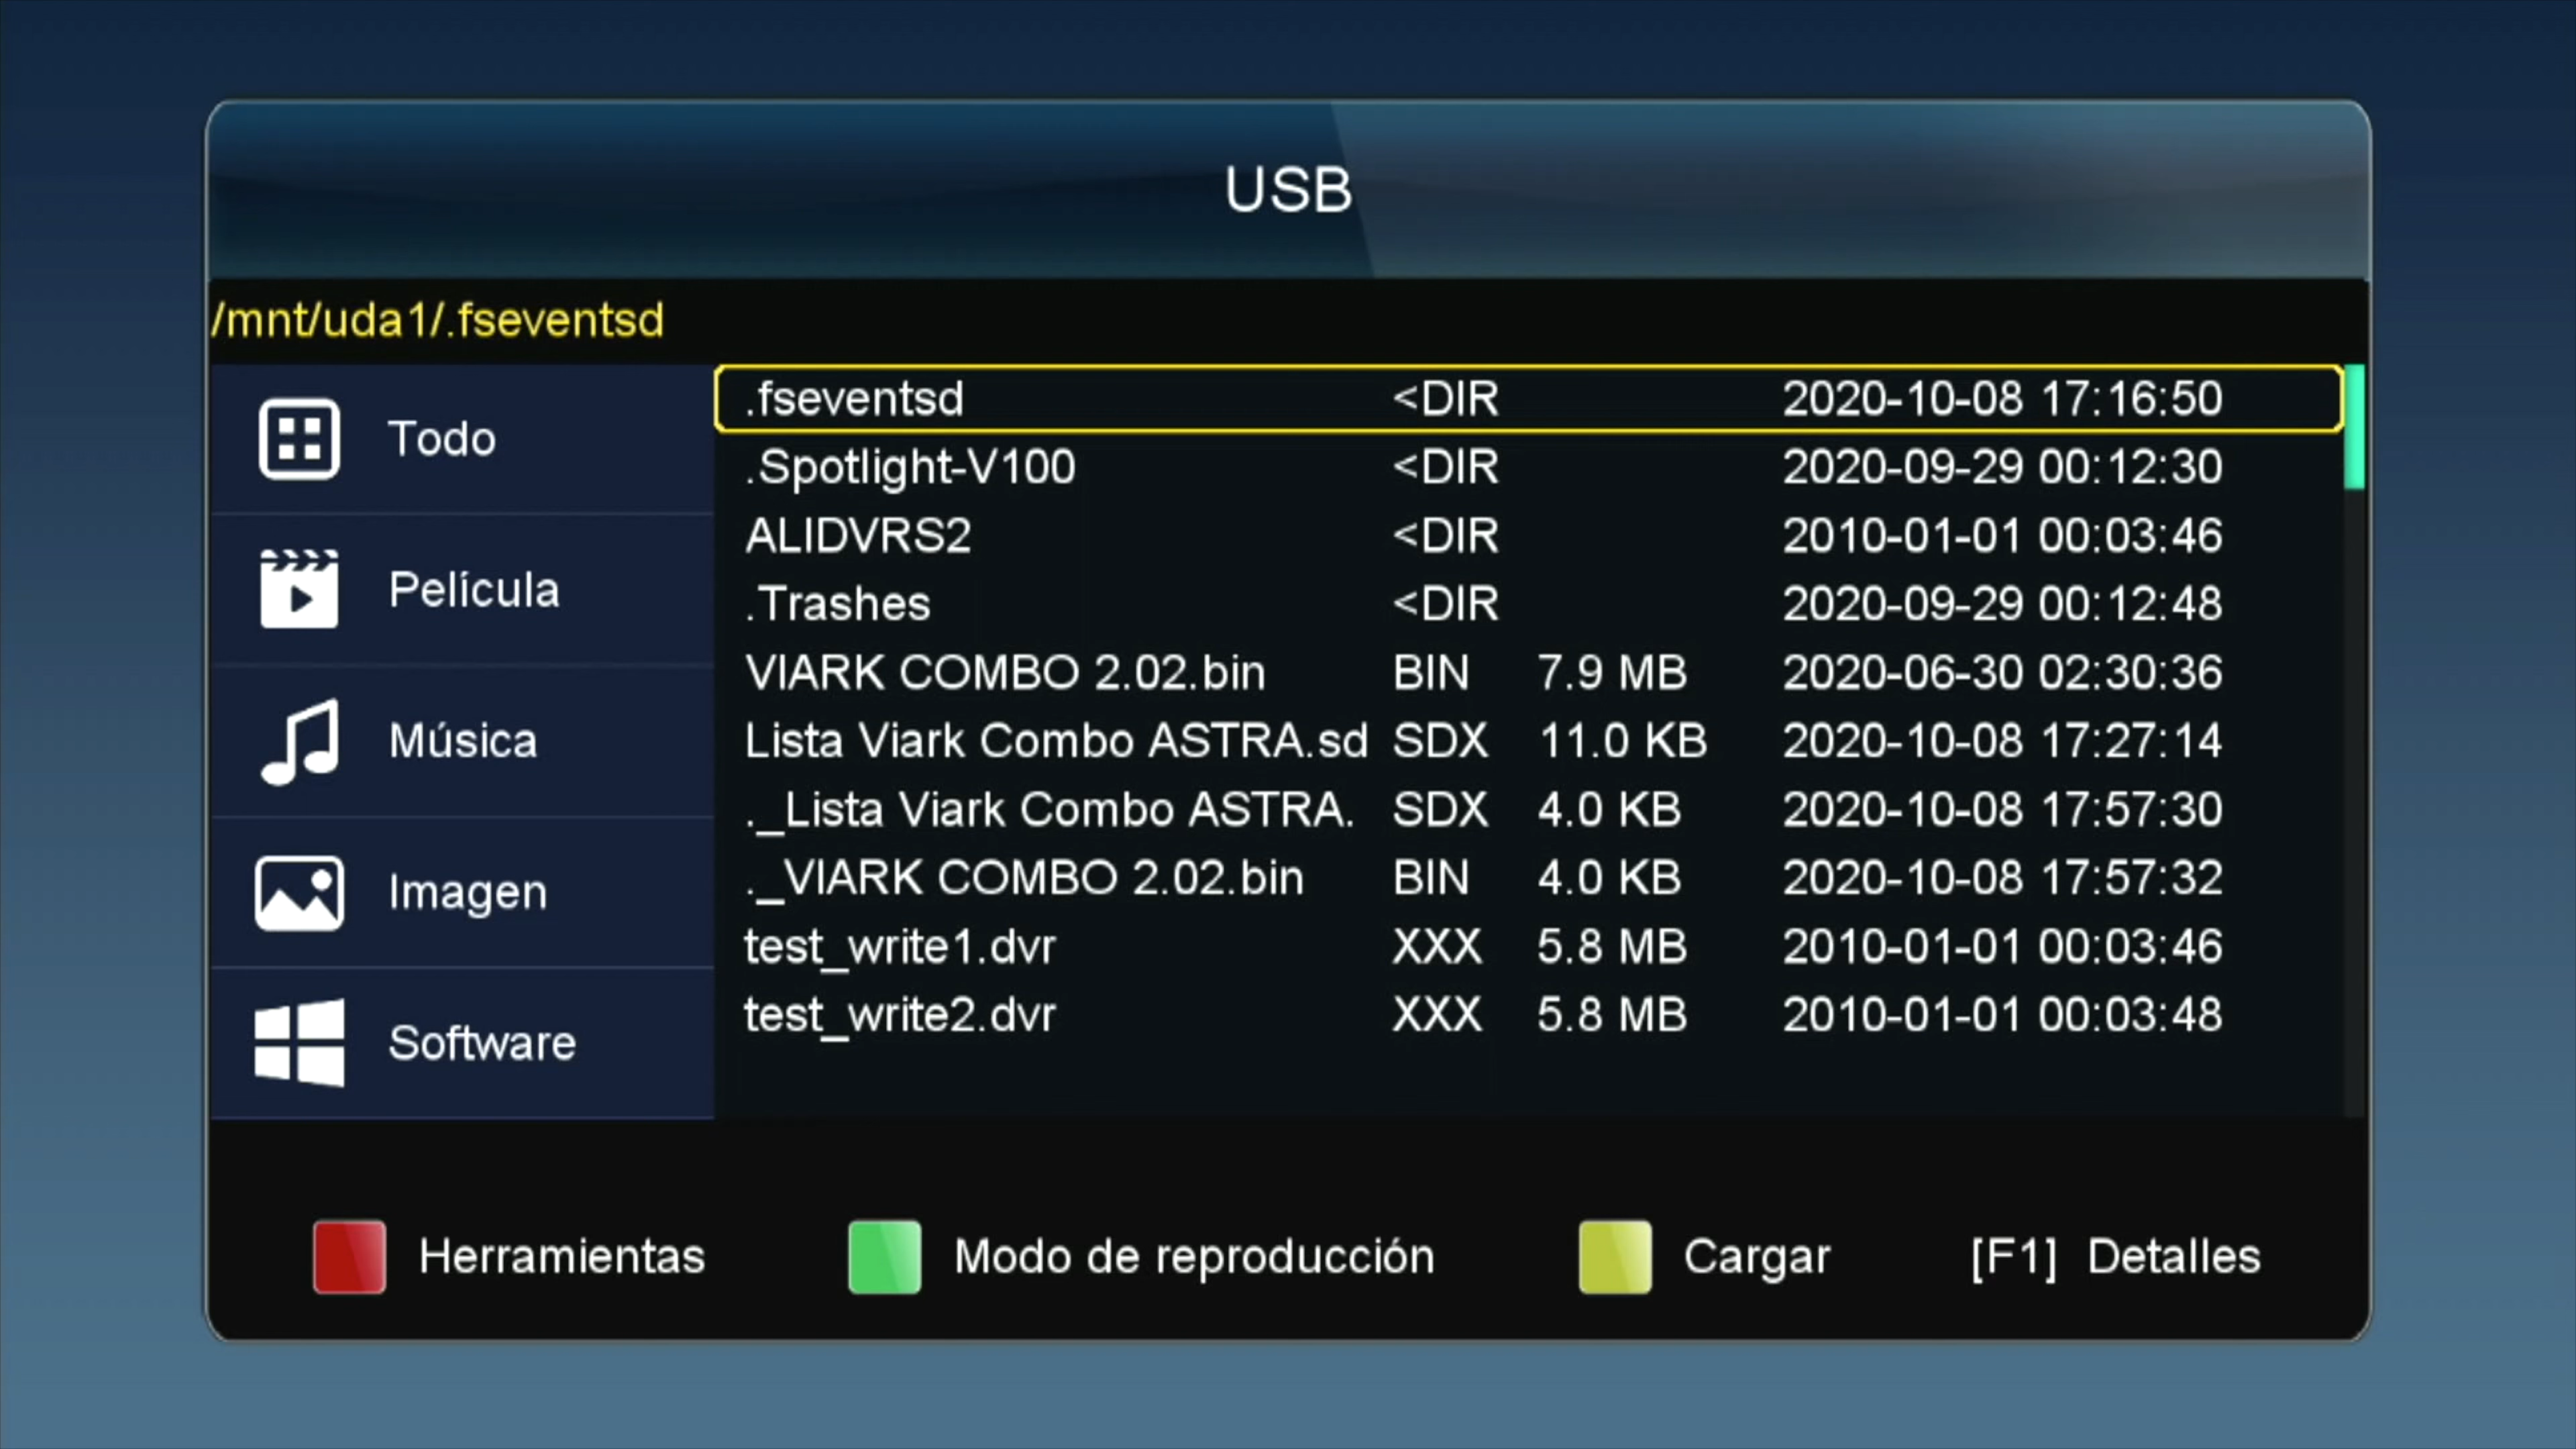 USB
/mnt/uda1/.fseventsd
Todo
Película
Música
Imagen
Software
.fseventsd <DIR 2020-10-08 17:16:50
.Spotlight-V100 <DIR 2020-09-29 00:12:30
ALIDVRS2 <DIR 2010-01-01 00:03:46
.Trashes <DIR 2020-09-29 00:12:48
VIARK COMBO 2.02.bin BIN 7.9 MB 2020-06-30 02:30:36
Lista Viark Combo ASTRA.sd SDX 11.0 KB 2020-10-08 17:27:14
._Lista Viark Combo ASTRA. SDX 4.0 KB 2020-10-08 17:57:30
._VIARK COMBO 2.02.bin BIN 4.0 KB 2020-10-08 17:57:32
test_write1.dvr XXX 5.8 MB 2010-01-01 00:03:46
test_write2.dvr XXX 5.8 MB 2010-01-01 00:03:48
Herramientas Modo de reproducción Cargar [F1] Detalles